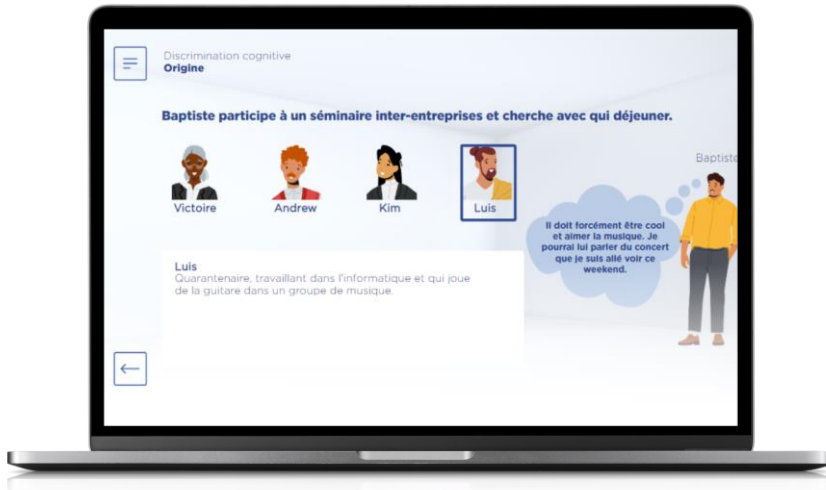 Discrimination cognitive
Origine
Baptiste participe à un séminaire inter-entreprises et cherche avec qui déjeuner.
Baptiste
Victoire
Andrew
Kim
Luis
Il doit forcément être cool
et aimer la musique. Je
pourrai lui parler du concert
que je suis allé voir ce
weekend.
Luis
Quarantenaire, travaillant dans l'informatique et qui joue
de la guitare dans un groupe de musique.